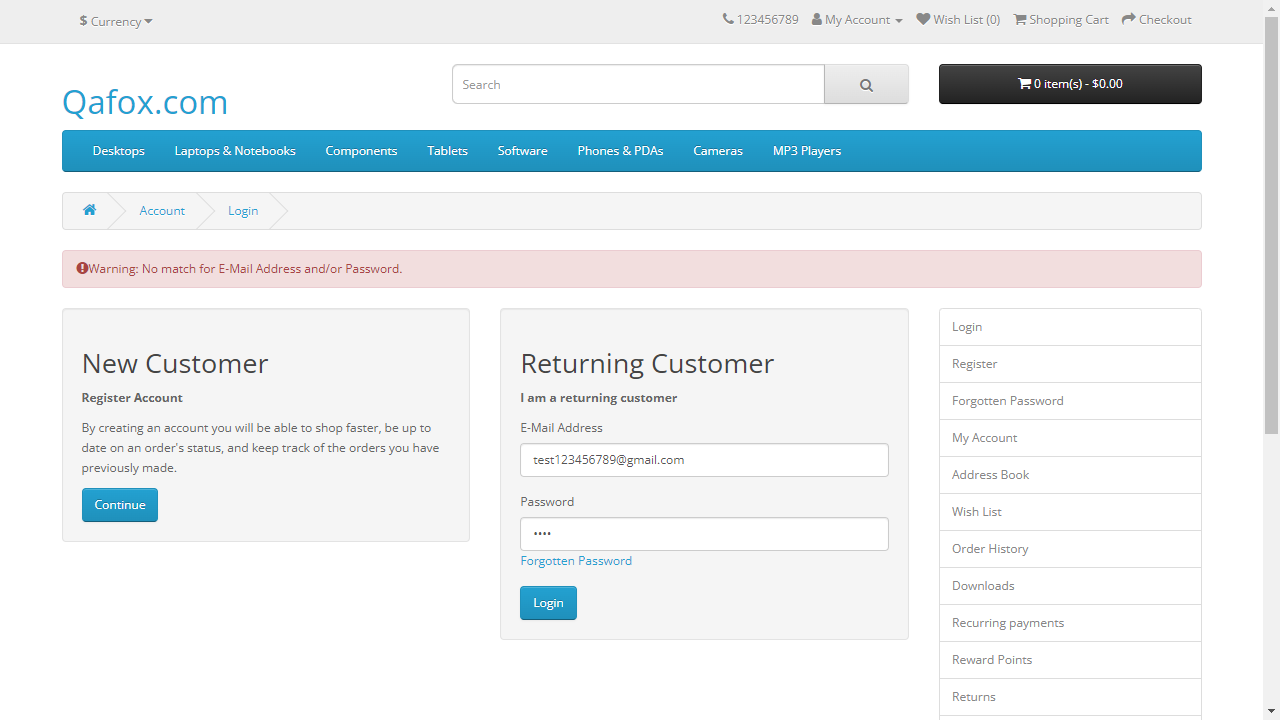 $ Currency
123456789 My Account Wish List (0) Shopping Cart Checkout
Qafox.com
Search
0 item(s) - $0.00
Desktops Laptops & Notebooks Components Tablets Software Phones & PDAs Cameras MP3 Players
Account Login
Warning: No match for E-Mail Address and/or Password.
New Customer
Register Account
By creating an account you will be able to shop faster, be up to
date on an order's status, and keep track of the orders you have
previously made.
Continue
Returning Customer
I am a returning customer
E-Mail Address
test123456789@gmail.com
Password
••••
Forgotten Password
Login
Login
Register
Forgotten Password
My Account
Address Book
Wish List
Order History
Downloads
Recurring payments
Reward Points
Returns